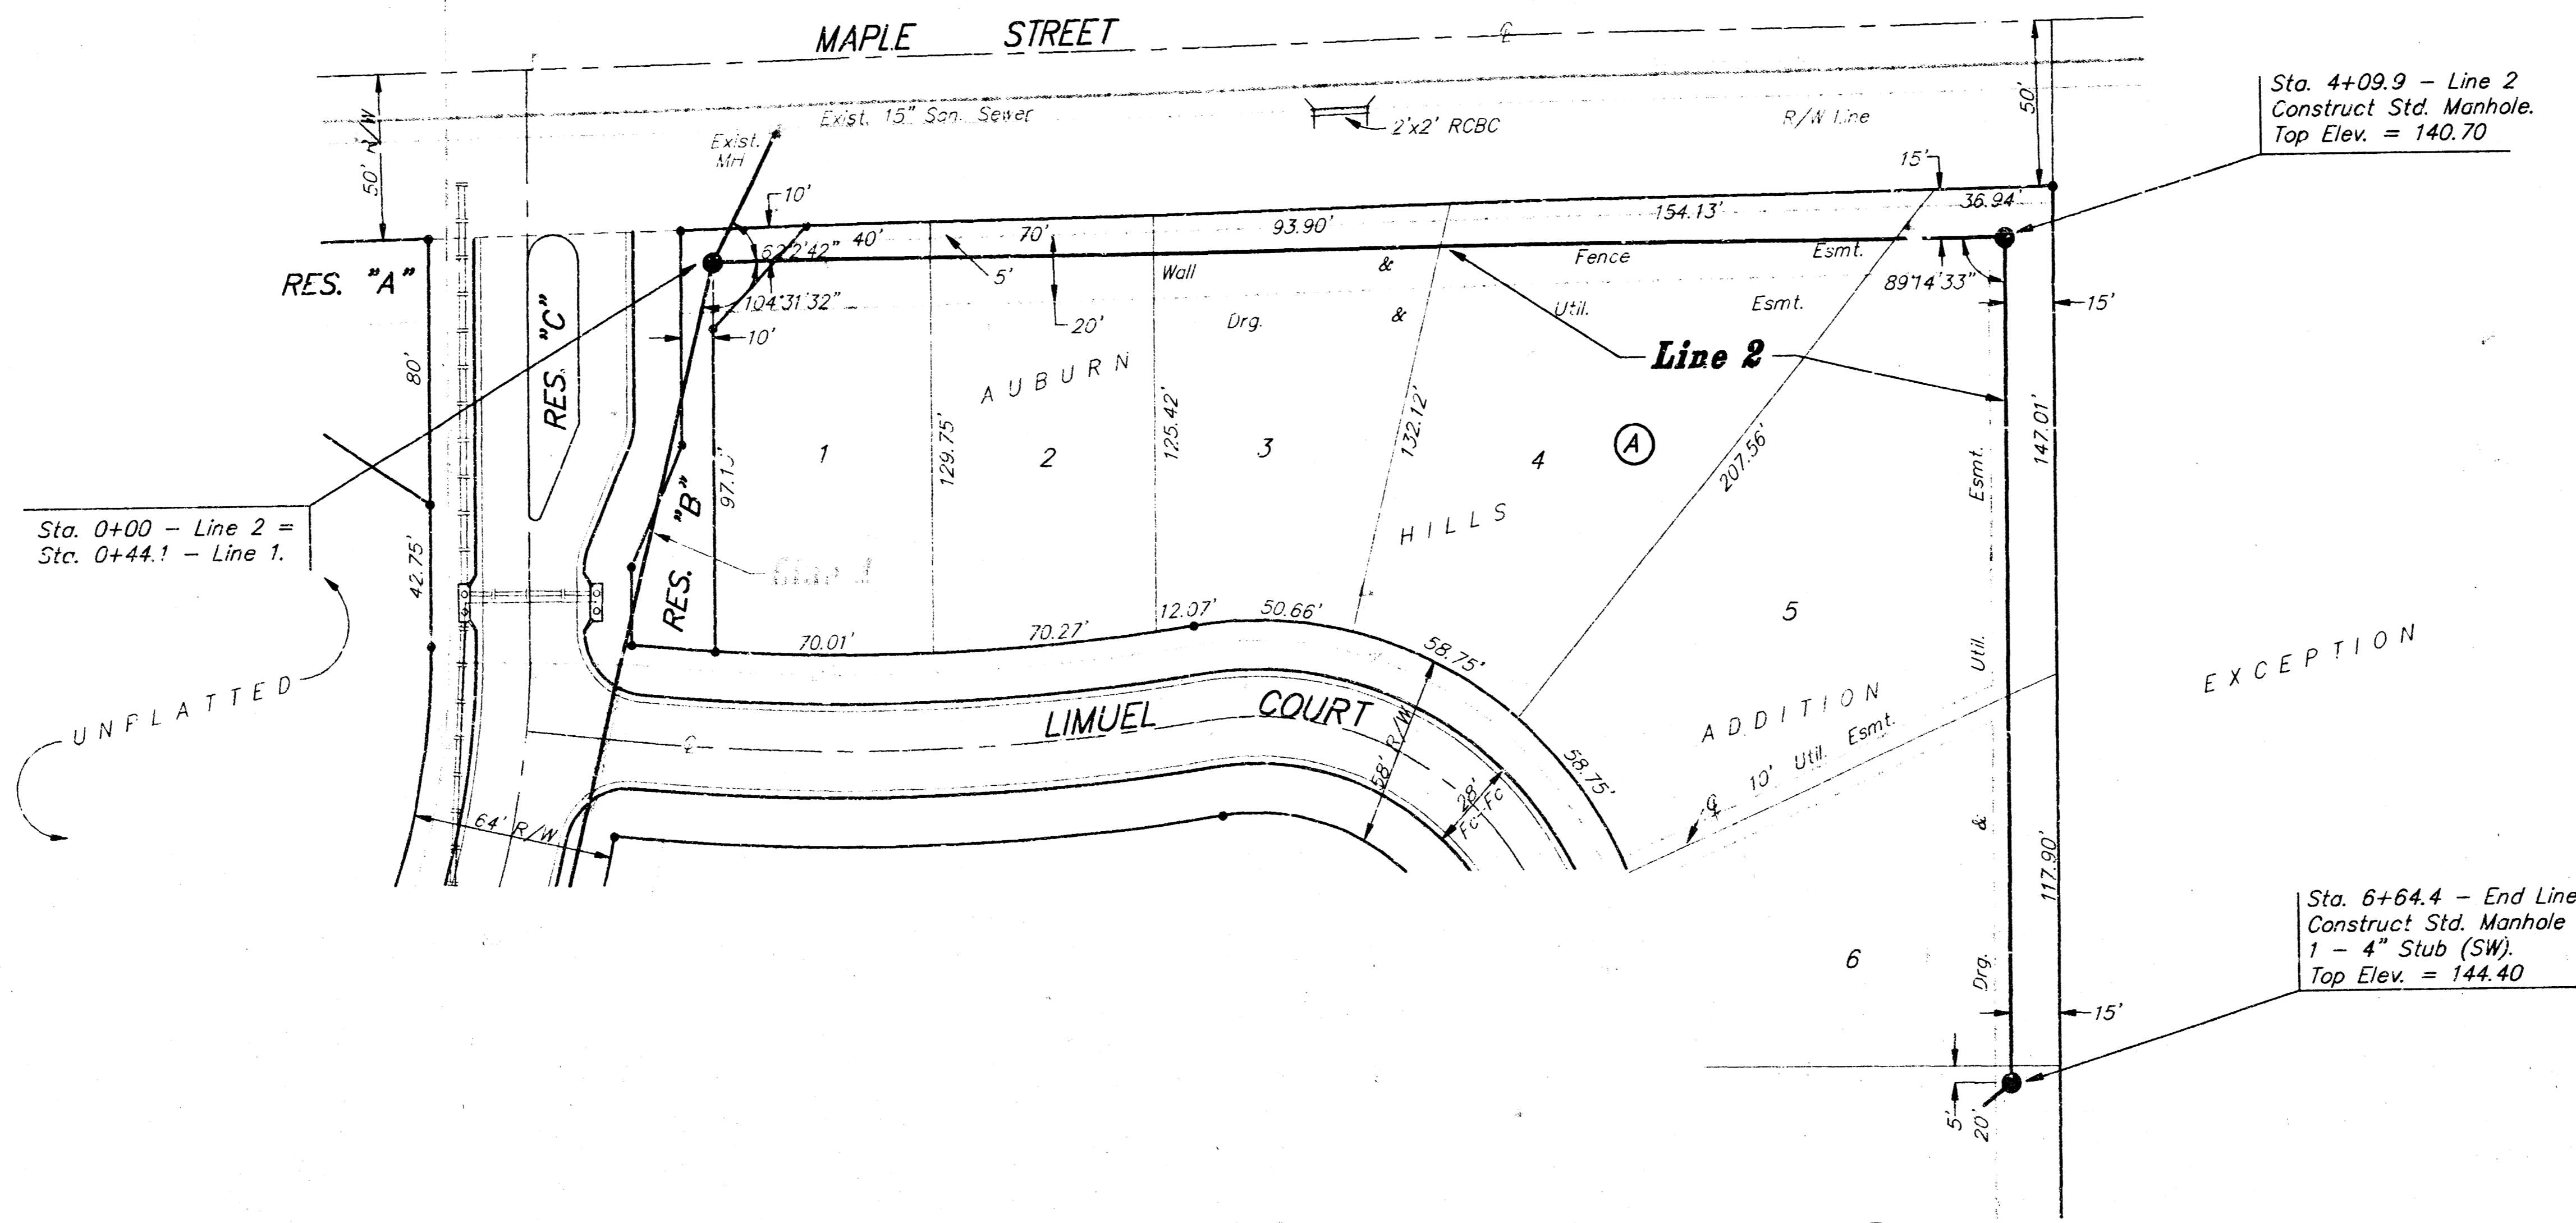 MAPLE STREET
℄
Exist. 15" San. Sewer
2'x2' RCBC
R/W Line
50' R/W
50'
Exist.
MH
10'
15'
Sta. 4+09.9 - Line 2
Construct Std. Manhole.
Top Elev. = 140.70
40'
70'
93.90'
154.13'
36.94'
RES. "A"
RES. "C"
104°31'32"
5'
Wall & Fence Esmt.
89°14'33"
15'
10'
20'
Drg. & Util. Esmt.
Line 2
80'
AUBURN
129.75'
125.42'
132.12'
207.56'
147.01'
1
2
3
4
A
5
6
RES. "B"
HILLS
Sta. 0+00 - Line 2 =
Sta. 0+44.1 - Line 1.
42.75'
70.01'
70.27'
12.07'
50.66'
58.75'
58.75'
UNPLATTED
LIMUEL COURT
℄
58' R/W
28'
Fc-Fc
64' R/W
ADDITION
℄ 10' Util. Esmt.
Drg. & Util. Esmt.
EXCEPTION
117.90'
Sta. 6+64.4 - End Line
Construct Std. Manhole
1 - 4" Stub (SW).
Top Elev. = 144.40
15'
5'
20'